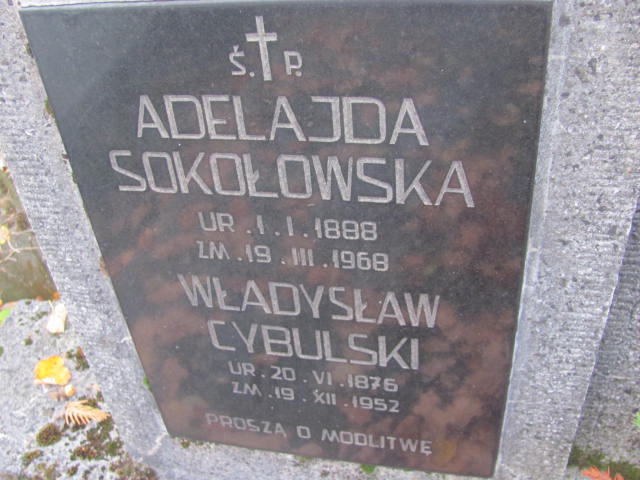 Ś. P.
ADELAJDA
SOKOŁOWSKA
UR . 1 . I . 1888
ZM . 19 . III . 1968
WŁADYSŁAW
CYBULSKI
UR . 20 . VI . 1876
ZM . 19 . XII . 1952
PROSZĄ O MODLITWĘ